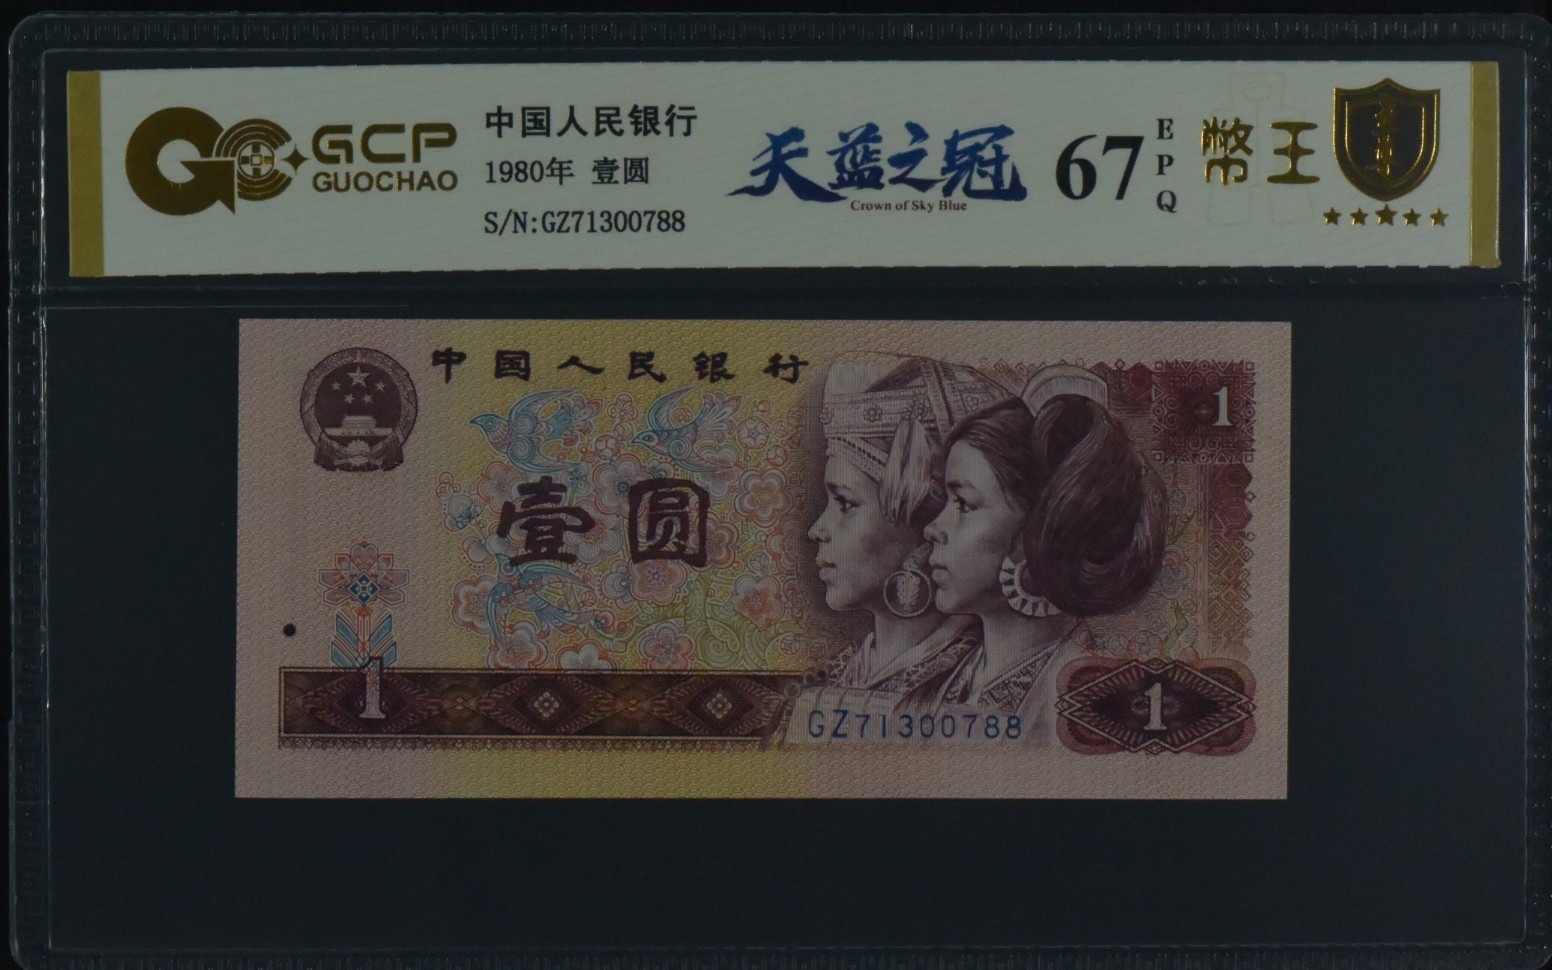 GCP
GUOCHAO
中国人民银行
1980年 壹圆
S/N:GZ71300788
天蓝之冠
Crown of Sky Blue
67
EPQ
幣王
中国人民银行
1
壹圆
1
GZ71300788
1